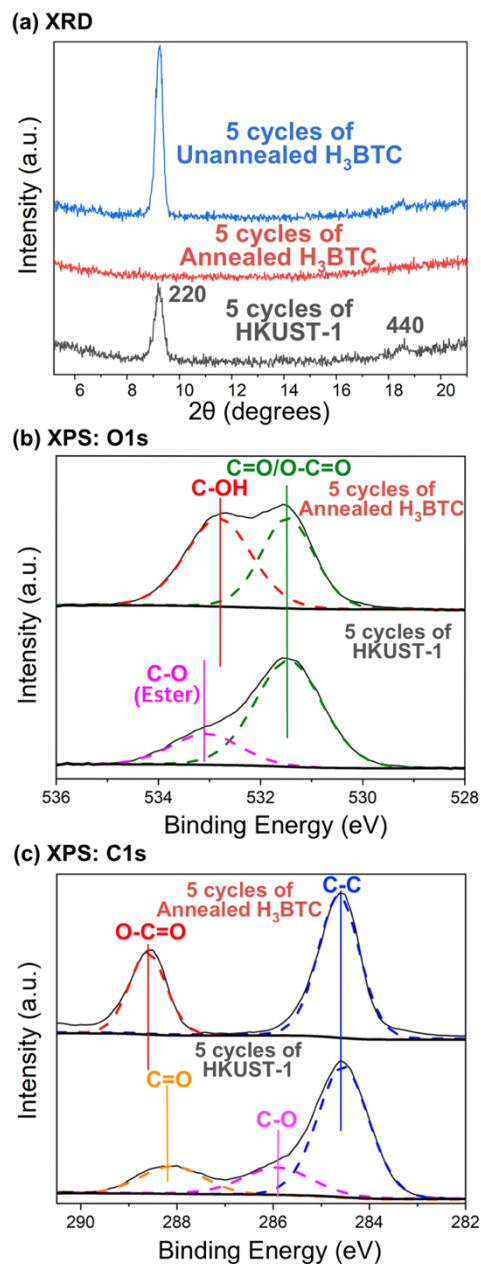 (a) XRD
5 cycles of
Unannealed H₃BTC
5 cycles of
Annealed H₃BTC
220
5 cycles of
HKUST-1
440
Intensity (a.u.)
6 8 10 12 14 16 18 20
2θ (degrees)
(b) XPS: O1s
C=O/O-C=O
C-OH
5 cycles of
Annealed H₃BTC
5 cycles of
HKUST-1
C-O
(Ester)
Intensity (a.u.)
536 534 532 530 528
Binding Energy (eV)
(c) XPS: C1s
5 cycles of
Annealed H₃BTC
C-C
O-C=O
5 cycles of
HKUST-1
C=O
C-O
Intensity (a.u.)
290 288 286 284 282
Binding Energy (eV)